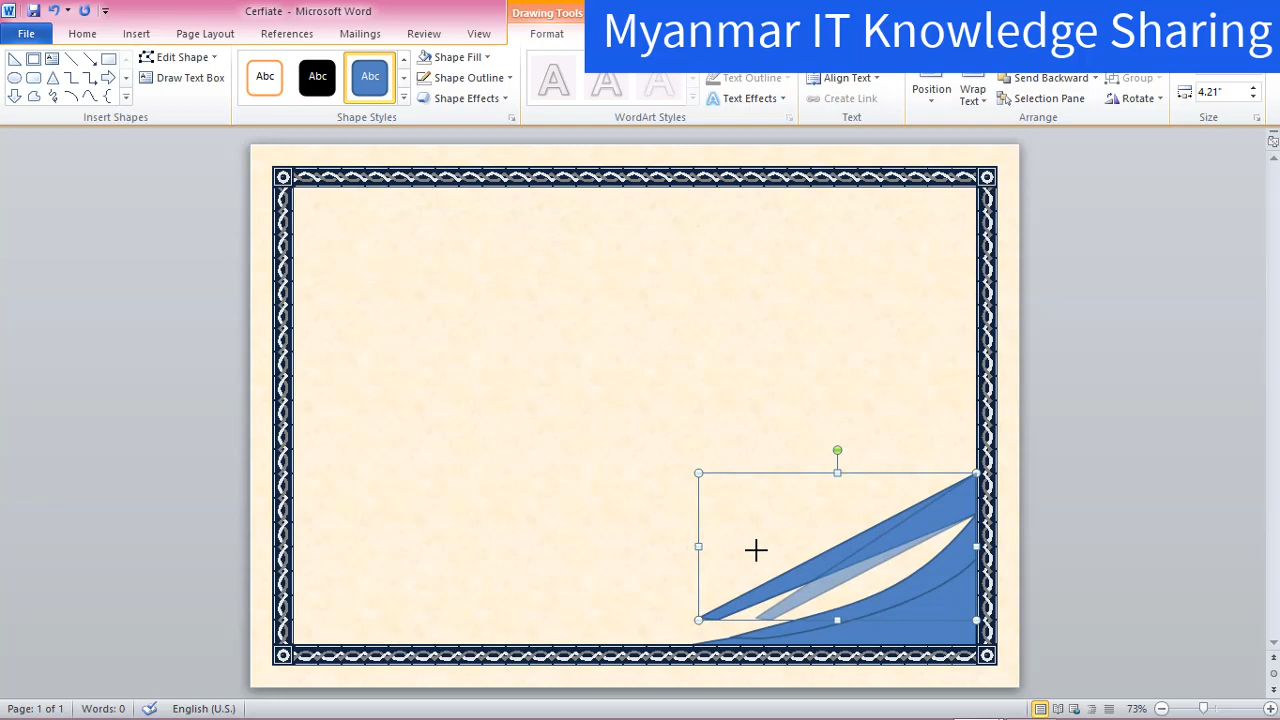 Cerfiate - Microsoft Word
Drawing Tools
Myanmar IT Knowledge Sharing
File
Home
Insert
Page Layout
References
Mailings
Review
View
Format
Edit Shape
Draw Text Box
Insert Shapes
Abc
Abc
Abc
Shape Fill
Shape Outline
Shape Effects
Shape Styles
A
A
A
Text Outline
Text Effects
WordArt Styles
Align Text
Create Link
Text
Position
Wrap Text
Send Backward
Selection Pane
Group
Rotate
Arrange
4.21"
Size
Page: 1 of 1
Words: 0
English (U.S.)
73%